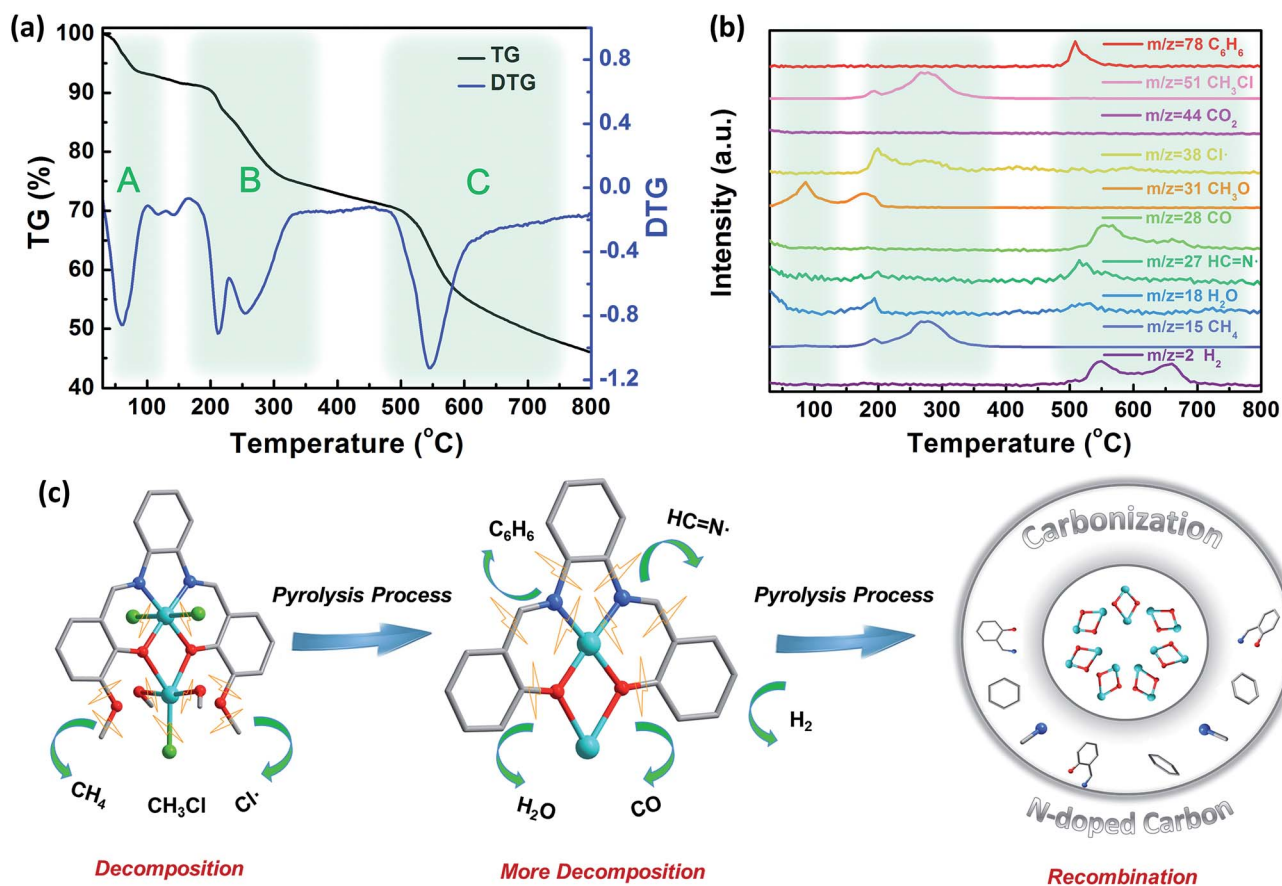 (a)
100
90
80
70
60
50
40
TG (%)
100 200 300 400 500 600 700 800
Temperature (°C)
TG
DTG
A
B
C
0.8
0.4
0.0
-0.4
-0.8
-1.2
DTG
(b)
Intensity (a.u.)
m/z=78 C₆H₆
m/z=51 CH₃Cl
m/z=44 CO₂
m/z=38 Cl·
m/z=31 CH₃O
m/z=28 CO
m/z=27 HC=N·
m/z=18 H₂O
m/z=15 CH₄
m/z=2 H₂
100 200 300 400 500 600 700 800
Temperature (°C)
(c)
CH₄
CH₃Cl
Cl·
Decomposition
Pyrolysis Process
C₆H₆
HC=N·
H₂O
CO
More Decomposition
Pyrolysis Process
H₂
Carbonization
N-doped Carbon
Recombination